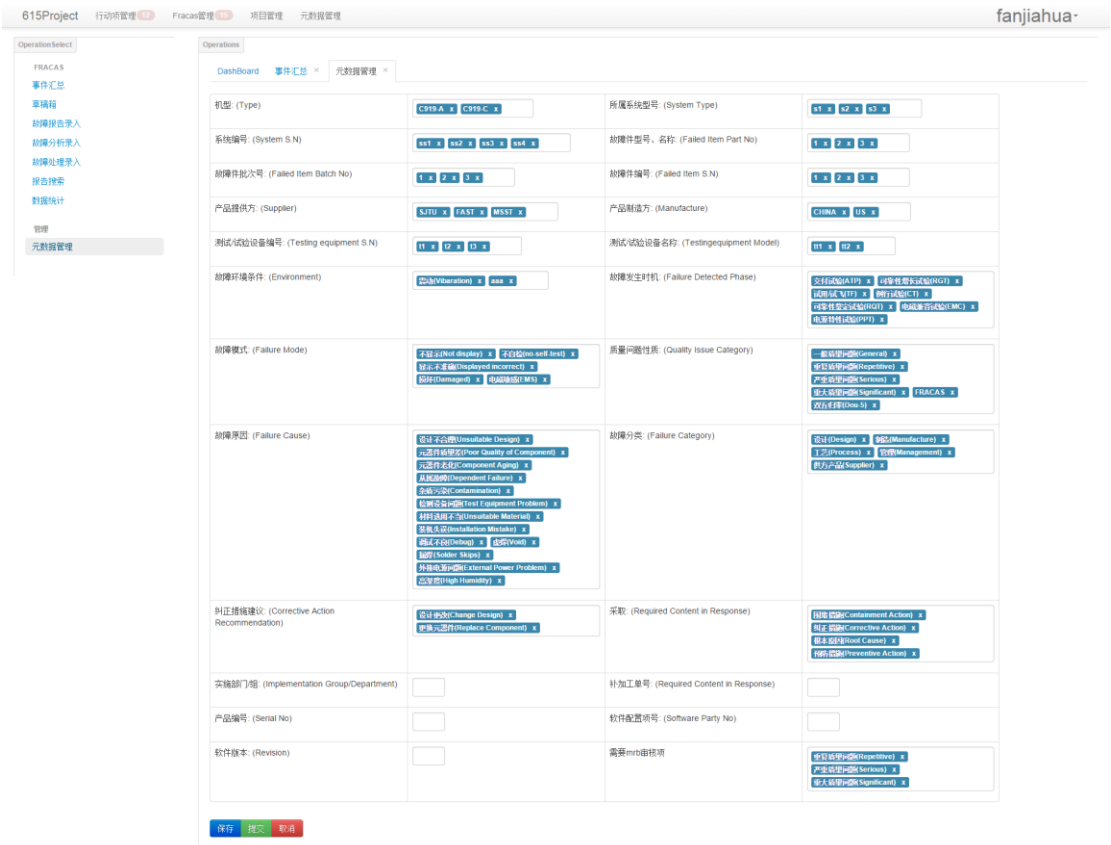 615Project 行动项管理 12 Fracas管理 15 项目管理 元数据管理 fanjiahua
OperationSelect
FRACAS
事件汇总
草稿箱
故障报告录入
故障分析录入
故障处理录入
报告搜索
数据统计
管理
元数据管理
Operations
DashBoard 事件汇总 × 元数据管理 ×
机型: (Type) C919-A x C919-C x 所属系统型号: (System Type) s1 x s2 x s3 x
系统编号: (System S.N) ss1 x ss2 x ss3 x ss4 x 故障件型号、名称: (Failed Item Part No) 1 x 2 x 3 x
故障件批次号: (Failed Item Batch No) 1 x 2 x 3 x 故障件编号: (Failed Item S.N) 1 x 2 x 3 x
产品提供方: (Supplier) SJTU x FAST x MSST x 产品制造方: (Manufacture) CHINA x US x
测试/试验设备编号: (Testing equipment S.N) t1 x t2 x t3 x 测试/试验设备名称: (Testingequipment Model) tt1 x tt2 x
故障环境条件: (Environment) 震动(Vibaration) x aaa x 故障发生时机: (Failure Detected Phase) 交付试验(ATP) x 可靠性增长试验(RGT) x
试用/试飞(TF) x 例行试验(CT) x
可靠性鉴定试验(RQT) x 电磁兼容试验(EMC) x
电源特性试验(PPT) x
故障模式: (Failure Mode) 不显示(Not display) x 不自检(no-self-test) x
显示不准确(Displayed incorrect) x
损坏(Damaged) x 电磁敏感(EMS) x
质量问题性质: (Quality Issue Category) 一般质量问题(General) x
重复质量问题(Repetitive) x
严重质量问题(Serious) x
重大质量问题(Significant) x FRACAS x
双五归零(Dou-5) x
故障原因: (Failure Cause) 设计不合理(Unsuitable Design) x
元器件质量差(Poor Quality of Component) x
元器件老化(Component Aging) x
从属故障(Dependent Failure) x
杂质污染(Contamination) x
检测设备问题(Test Equipment Problem) x
材料选用不当(Unsuitable Material) x
装机失误(Installation Mistake) x
调试不良(Debug) x 虚焊(Void) x
漏焊(Solder Skips) x
外接电源问题(External Power Problem) x
高湿度(High Humidity) x
故障分类: (Failure Category) 设计(Design) x 制造(Manufacture) x
工艺(Process) x 管理(Management) x
供方产品(Supplier) x
纠正措施建议: (Corrective Action
Recommendation) 设计更改(Change Design) x
更换元器件(Replace Component) x
采取: (Required Content in Response) 围堵措施(Containment Action) x
纠正措施(Corrective Action) x
根本原因(Root Cause) x
预防措施(Preventive Action) x
实施部门/组: (Implementation Group/Department) 补加工单号: (Required Content in Response)
产品编号: (Serial No) 软件配置项号: (Software Party No)
软件版本: (Revision) 需要mrb审核项 重复质量问题(Repetitive) x
严重质量问题(Serious) x
重大质量问题(Significant) x
保存 提交 取消